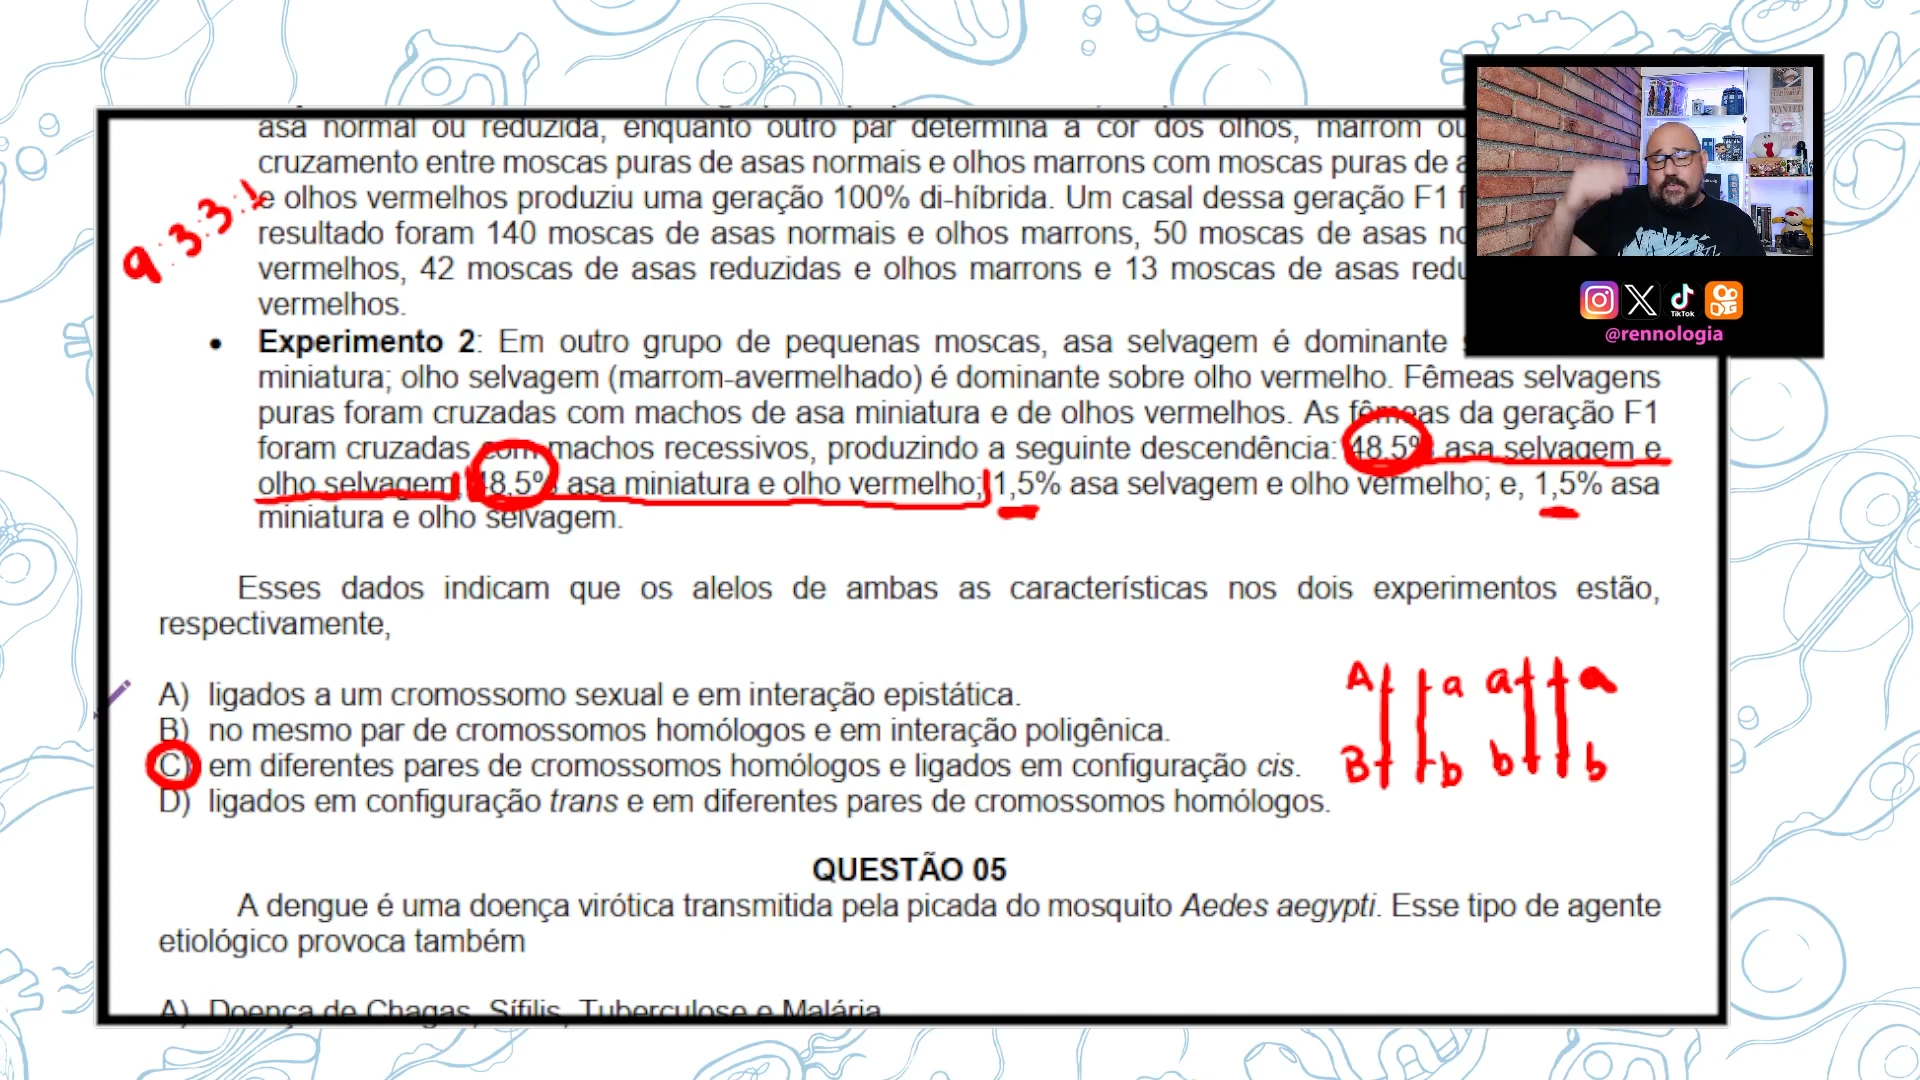 asa normal ou reduzida, enquanto outro par determina a cor dos olhos, marrom ou
cruzamento entre moscas puras de asas normais e olhos marrons com moscas puras de a
e olhos vermelhos produziu uma geração 100% di-híbrida. Um casal dessa geração F1 f
resultado foram 140 moscas de asas normais e olhos marrons, 50 moscas de asas no
vermelhos, 42 moscas de asas reduzidas e olhos marrons e 13 moscas de asas redu
vermelhos.
9:3:3:1
TikTok
@rennologia
• Experimento 2: Em outro grupo de pequenas moscas, asa selvagem é dominante
miniatura; olho selvagem (marrom-avermelhado) é dominante sobre olho vermelho. Fêmeas selvagens
puras foram cruzadas com machos de asa miniatura e de olhos vermelhos. As fêmeas da geração F1
foram cruzadas com machos recessivos, produzindo a seguinte descendência: 48,5% asa selvagem e
olho selvagem; 48,5% asa miniatura e olho vermelho; 1,5% asa selvagem e olho vermelho; e, 1,5% asa
miniatura e olho selvagem.
Esses dados indicam que os alelos de ambas as características nos dois experimentos estão,
respectivamente,
A) ligados a um cromossomo sexual e em interação epistática.
B) no mesmo par de cromossomos homólogos e em interação poligênica.
C) em diferentes pares de cromossomos homólogos e ligados em configuração cis.
D) ligados em configuração trans e em diferentes pares de cromossomos homólogos.
A a a a
B b b b
QUESTÃO 05
A dengue é uma doença virótica transmitida pela picada do mosquito Aedes aegypti. Esse tipo de agente
etiológico provoca também
A) Doença de Chagas, Sífilis, Tuberculose e Malária